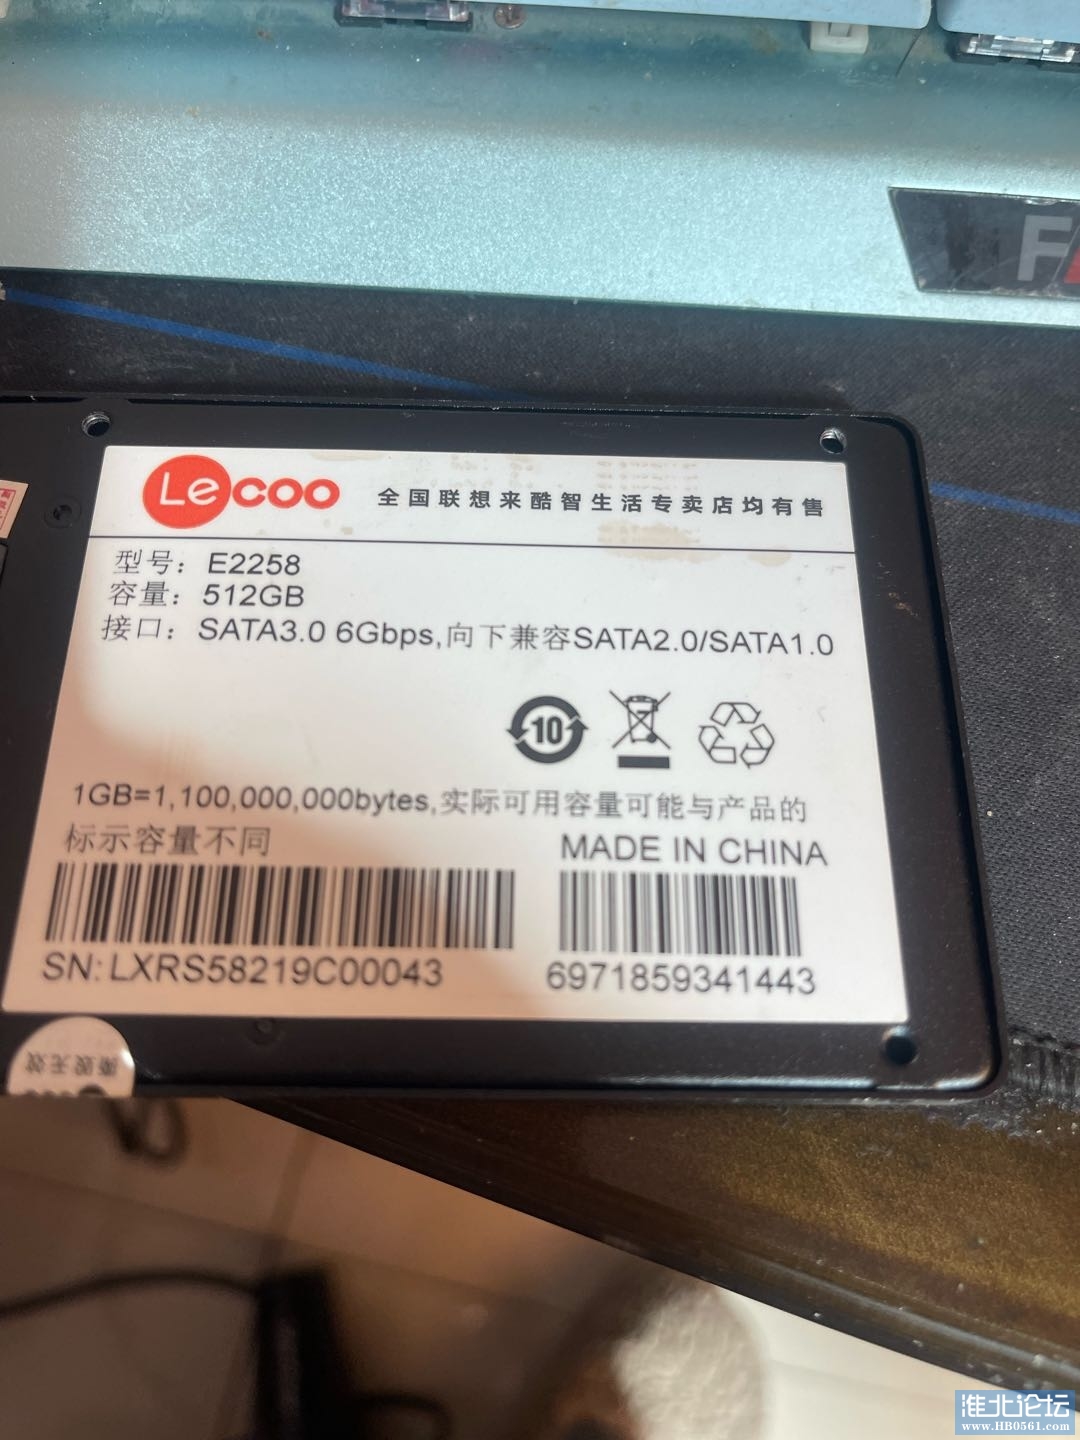 F
Lecoo 全国联想来酷智生活专卖店均有售
型号：E2258
容量：512GB
接口：SATA3.0 6Gbps,向下兼容SATA2.0/SATA1.0
10
1GB=1,100,000,000bytes,实际可用容量可能与产品的
标示容量不同
MADE IN CHINA
SN:LXRS58219C00043
6971859341443
撕毁无效
淮北论坛
www.HB0561.com